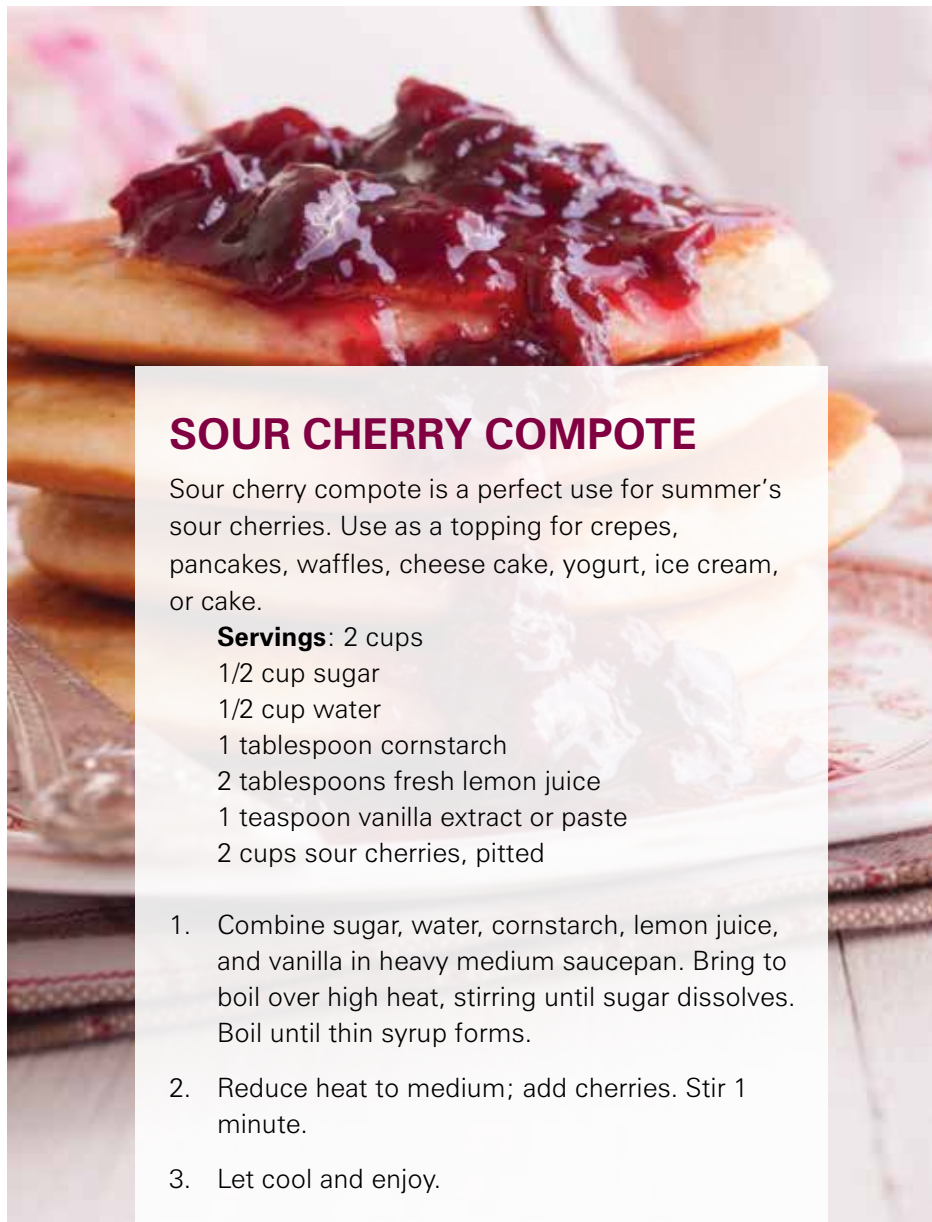 SOUR CHERRY COMPOTE
Sour cherry compote is a perfect use for summer's
sour cherries. Use as a topping for crepes,
pancakes, waffles, cheese cake, yogurt, ice cream,
or cake.
Servings: 2 cups
1/2 cup sugar
1/2 cup water
1 tablespoon cornstarch
2 tablespoons fresh lemon juice
1 teaspoon vanilla extract or paste
2 cups sour cherries, pitted
1. Combine sugar, water, cornstarch, lemon juice,
and vanilla in heavy medium saucepan. Bring to
boil over high heat, stirring until sugar dissolves.
Boil until thin syrup forms.
2. Reduce heat to medium; add cherries. Stir 1
minute.
3. Let cool and enjoy.